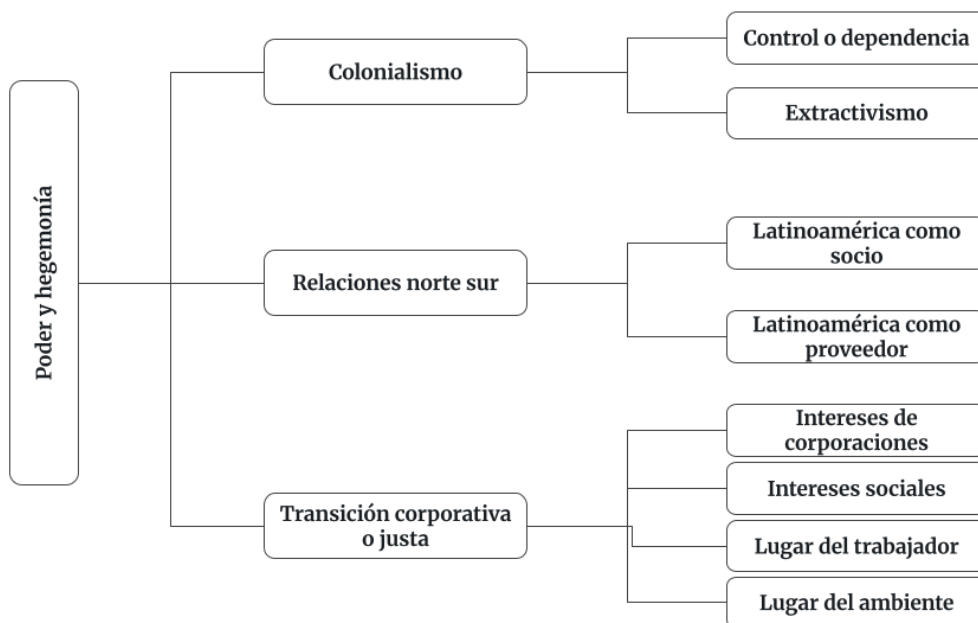 Poder y hegemonía
Colonialismo
Control o dependencia
Extractivismo
Relaciones norte sur
Latinoamérica como
socio
Latinoamérica como
proveedor
Transición corporativa
o justa
Intereses de
corporaciones
Intereses sociales
Lugar del trabajador
Lugar del ambiente